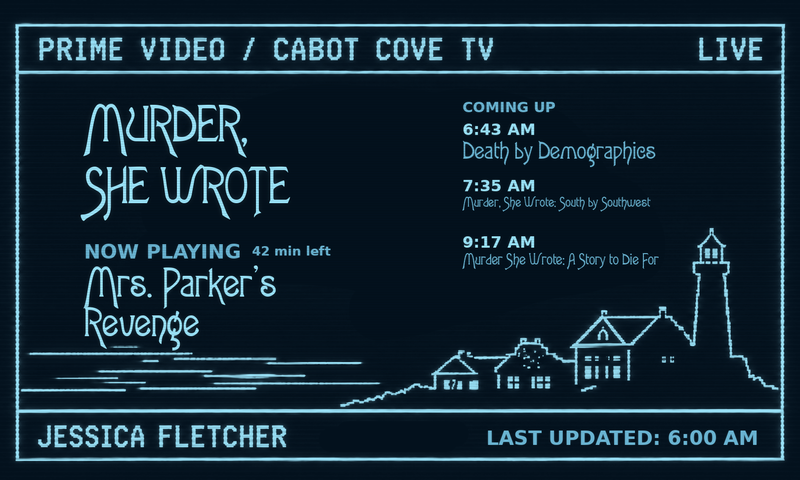 PRIME VIDEO / CABOT COVE TV
LIVE
MURDER,
SHE WROTE
NOW PLAYING 42 min left
Mrs. Parker's
Revenge
COMING UP
6:43 AM
Death by Demographics
7:35 AM
Murder, She Wrote: South by Southwest
9:17 AM
Murder She Wrote: A Story to Die For
JESSICA FLETCHER
LAST UPDATED: 6:00 AM